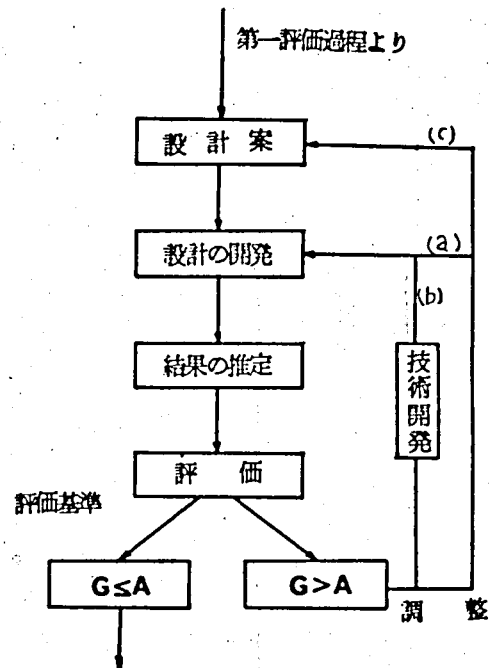 第一評価過程より
設計案
(c)
設計の開発
(a)
(b)
結果の推定
技術開発
評価
評価基準
G≤A
G>A
調整